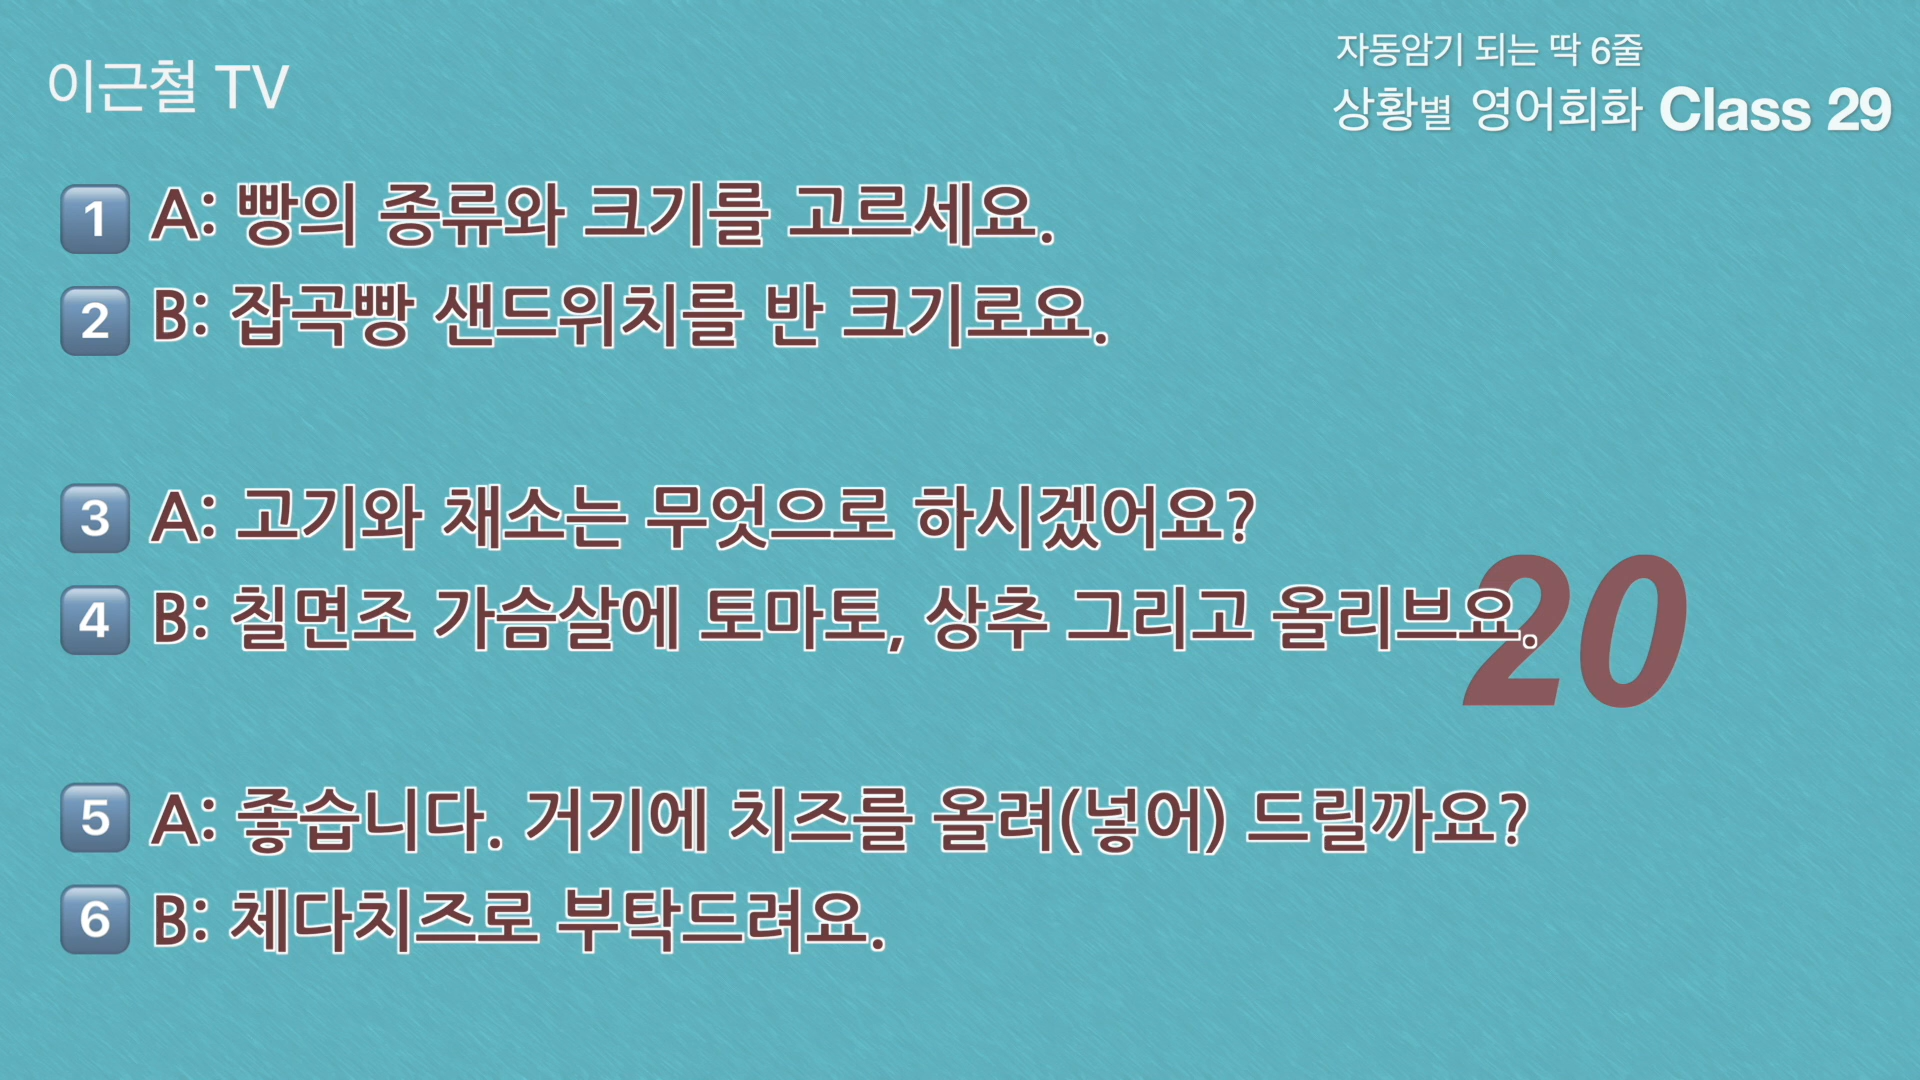 이근철 TV
자동암기 되는 딱 6줄
상황별 영어회화 Class 29
1 A: 빵의 종류와 크기를 고르세요.
2 B: 잡곡빵 샌드위치를 반 크기로요.
3 A: 고기와 채소는 무엇으로 하시겠어요?
4 B: 칠면조 가슴살에 토마토, 상추 그리고 올리브요.
20
5 A: 좋습니다. 거기에 치즈를 올려(넣어) 드릴까요?
6 B: 체다치즈로 부탁드려요.